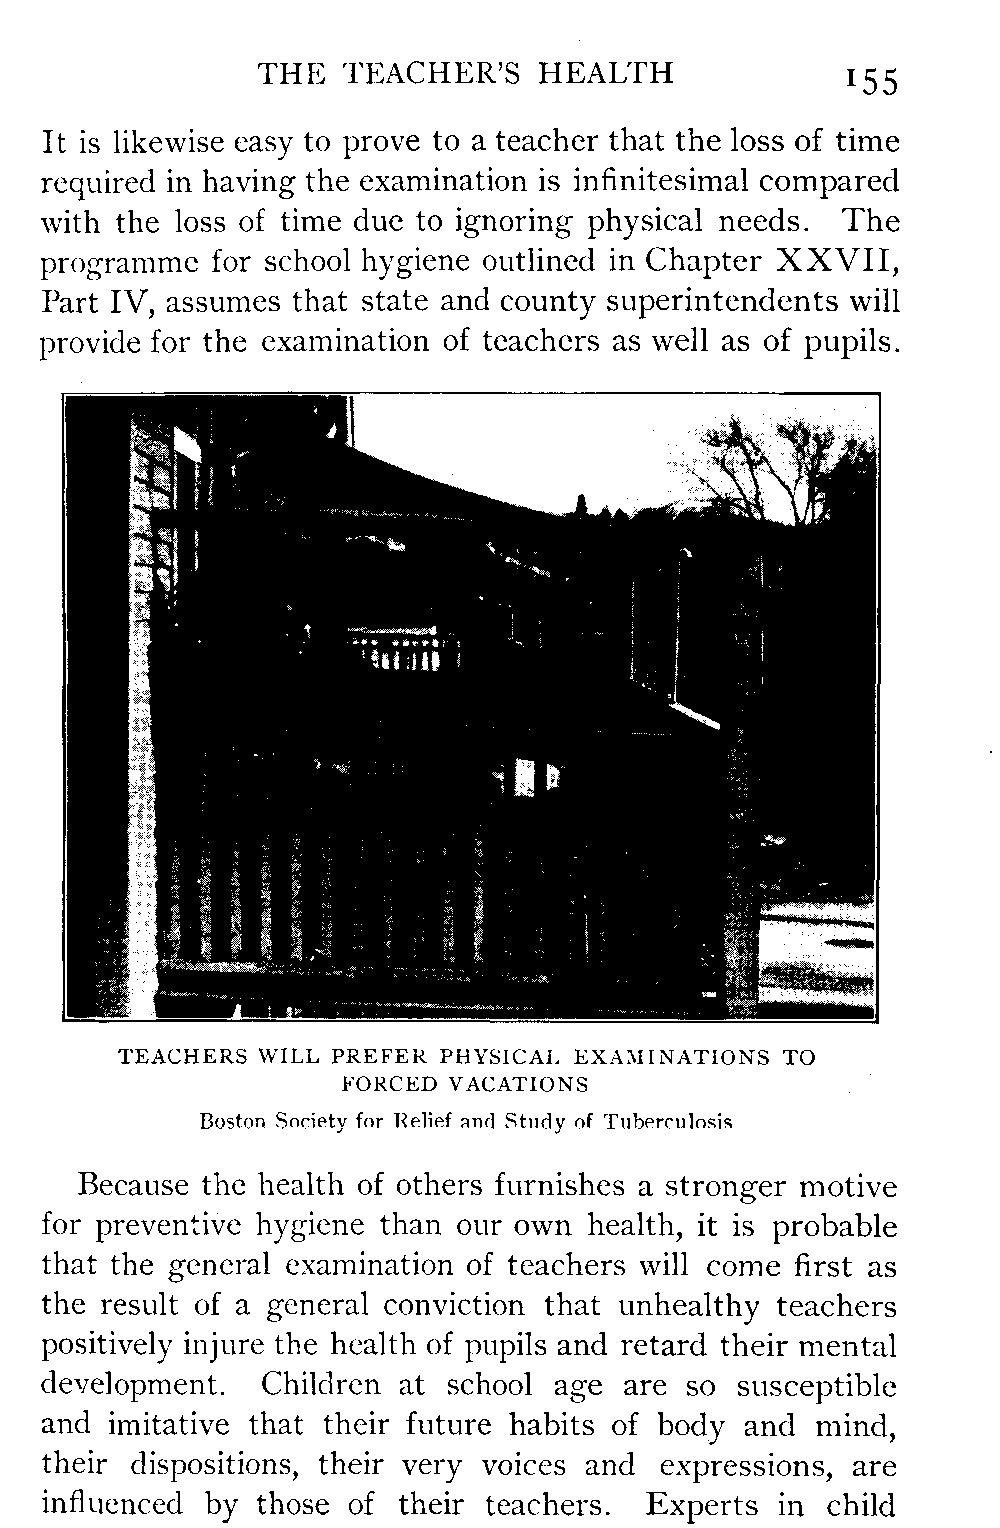 THE TEACHER'S HEALTH 155
It is likewise easy to prove to a teacher that the loss of time
required in having the examination is infinitesimal compared
with the loss of time due to ignoring physical needs. The
programme for school hygiene outlined in Chapter XXVII,
Part IV, assumes that state and county superintendents will
provide for the examination of teachers as well as of pupils.
TEACHERS WILL PREFER PHYSICAL EXAMINATIONS TO
FORCED VACATIONS
Boston Society for Relief and Study of Tuberculosis
Because the health of others furnishes a stronger motive
for preventive hygiene than our own health, it is probable
that the general examination of teachers will come first as
the result of a general conviction that unhealthy teachers
positively injure the health of pupils and retard their mental
development. Children at school age are so susceptible
and imitative that their future habits of body and mind,
their dispositions, their very voices and expressions, are
influenced by those of their teachers. Experts in child